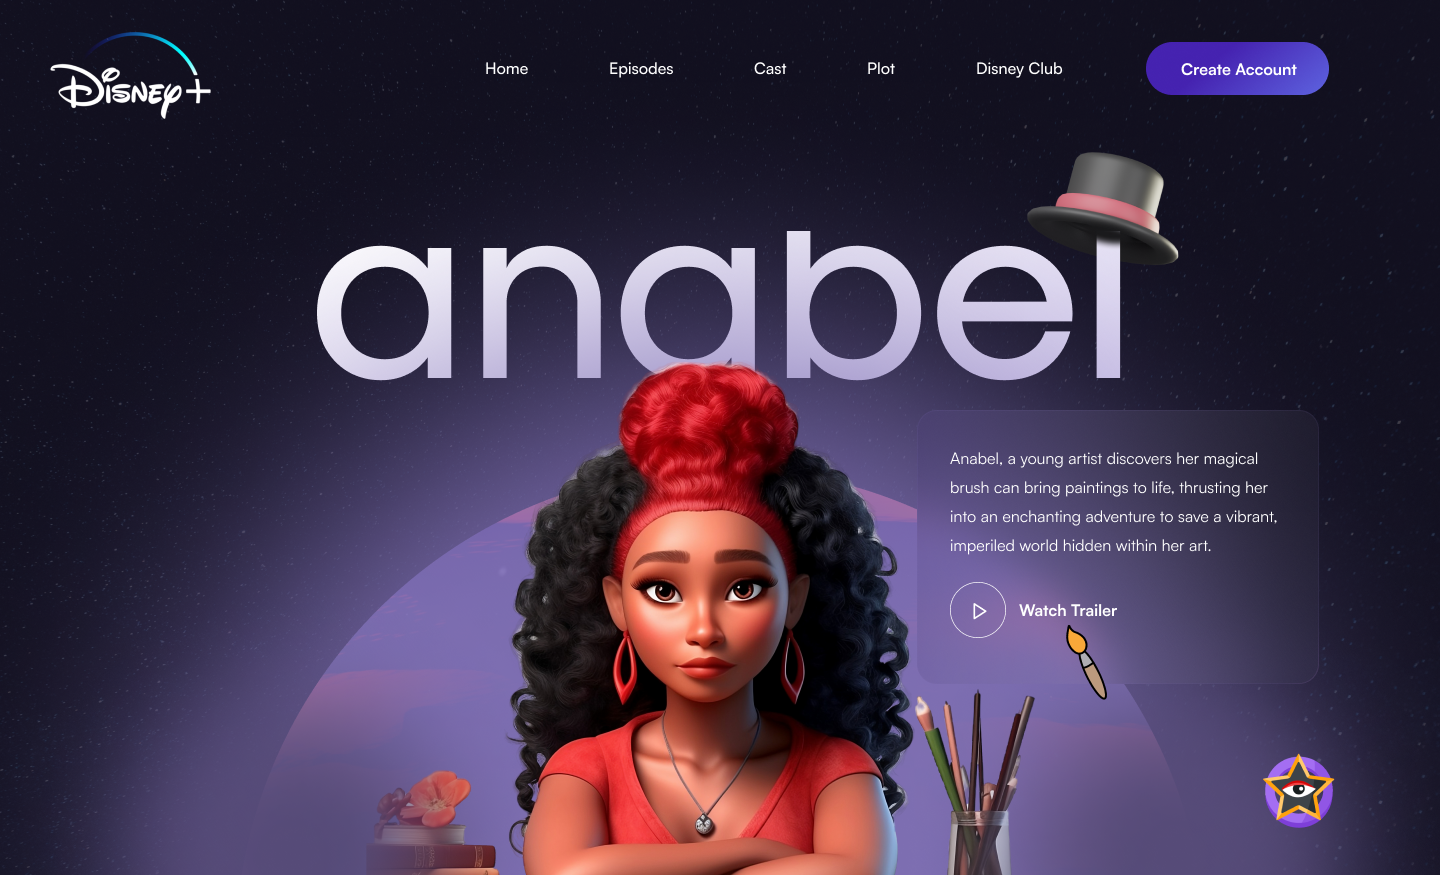 Disney+
Home
Episodes
Cast
Plot
Disney Club
Create Account
anabel
Anabel, a young artist discovers her magical
brush can bring paintings to life, thrusting her
into an enchanting adventure to save a vibrant,
imperiled world hidden within her art.
Watch Trailer